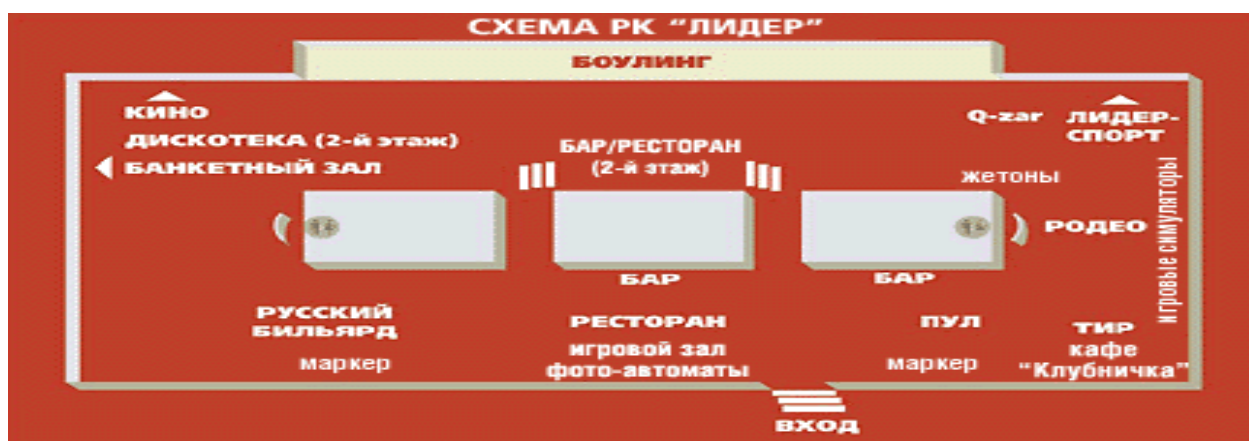 СХЕМА РК “ЛИДЕР”
БОУЛИНГ
КИНО
ДИСКОТЕКА (2-й этаж)
БАНКЕТНЫЙ ЗАЛ
БАР/РЕСТОРАН
(2-й этаж)
Q-zar
ЛИДЕР-
СПОРТ
жетоны
РОДЕО
игровые симуляторы
БАР
БАР
РУССКИЙ
БИЛЬЯРД
маркер
РЕСТОРАН
игровой зал
фото-автоматы
ПУЛ
маркер
ТИР
кафе
“Клубничка”
ВХОД